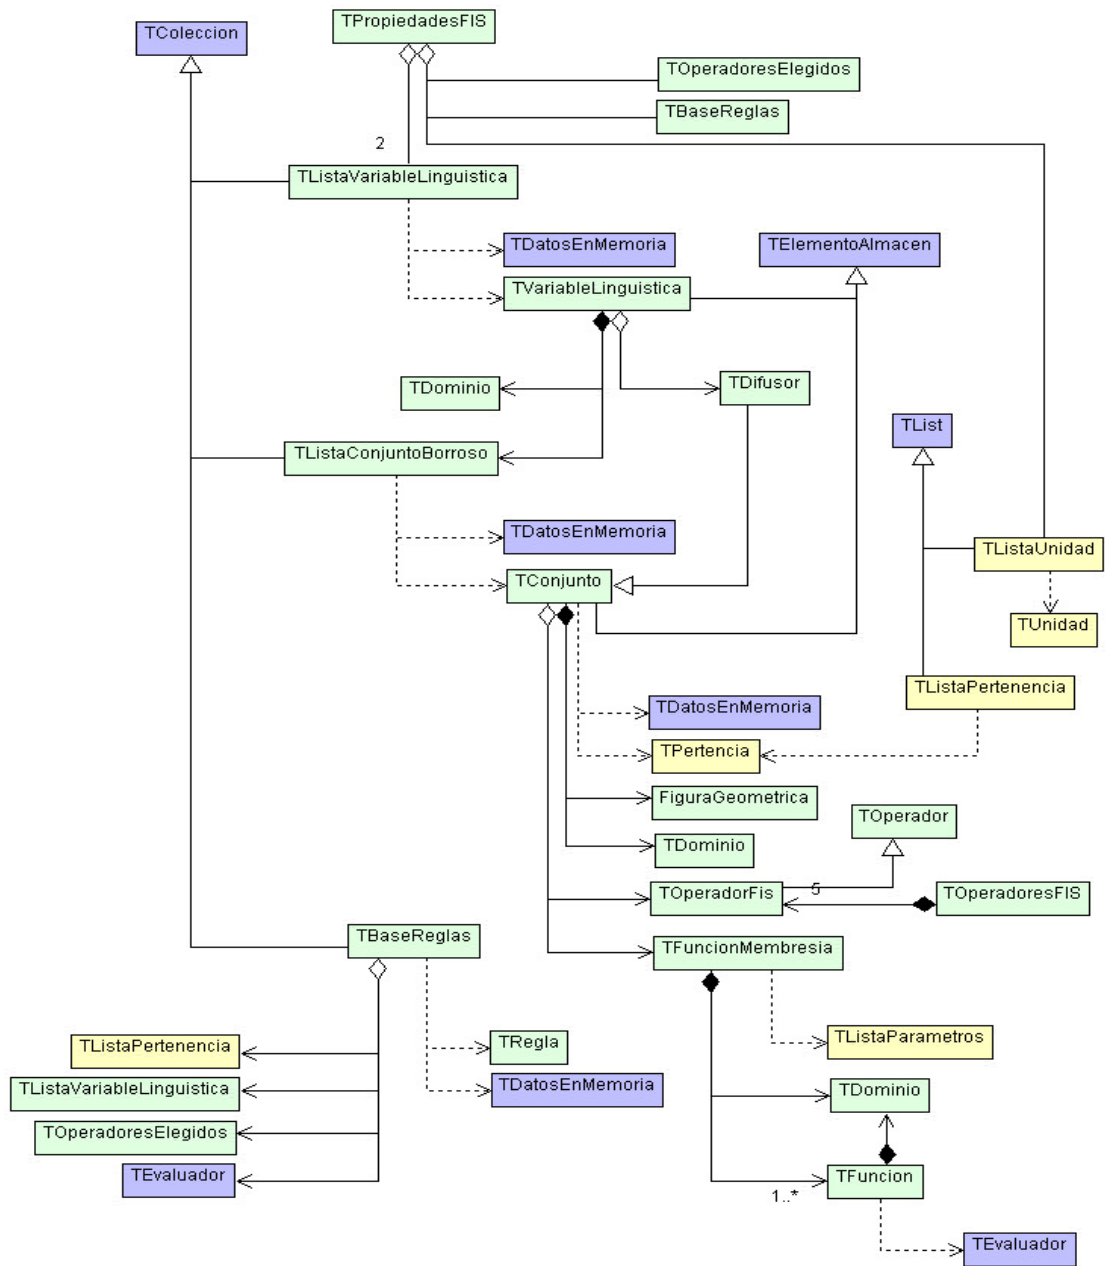 TPropiedadesFIS
TColeccion
TOperadoresElegidos
TBaseReglas
2
TListaVariableLinguistica
TDatosEnMemoria
TElementoAlmacen
TVariableLinguistica
TDominio
TDifusor
TList
TListaConjuntoBorroso
TDatosEnMemoria
TListaUnidad
TConjunto
TUnidad
TListaPertenencia
TDatosEnMemoria
TPertencia
FiguraGeometrica
TOperador
TDominio
TOperadorFis
5
TOperadoresFIS
TBaseReglas
TFuncionMembresia
TListaPertenencia
TRegla
TListaParametros
TListaVariableLinguistica
TDatosEnMemoria
TDominio
TOperadoresElegidos
TEvaluador
TFuncion
1..*
TEvaluador